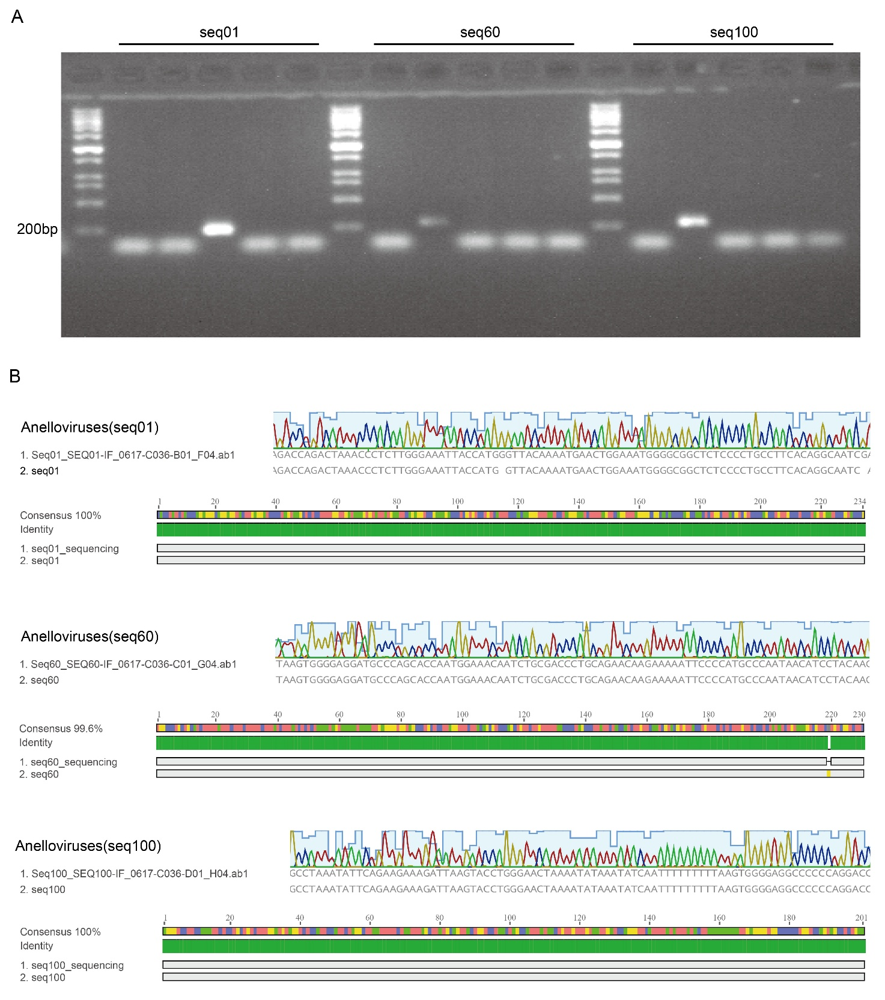 A
seq01 seq60 seq100
200bp
B
Anelloviruses(seq01)
1. Seq01_SEQ01-IF_0617-C036-B01_F04.ab1 AGACCAGACTAAACCCTCTTGGGAAATTACCATGGGTTACAAAATGAACTGGAAATGGGGCGGCTCTCCCCTGCCTTCACAGGCAATCGA
2. seq01 AGACCAGACTAAACCCTCTTGGGAAATTACCATG GTTACAAAATGAACTGGAAATGGGGCGGCTCTCCCCTGCCTTCACAGGCAATC A
1 20 40 60 80 100 120 140 160 180 200 220 234
Consensus 100%
Identity
1. seq01_sequencing
2. seq01
Anelloviruses(seq60)
1. Seq60_SEQ60-IF_0617-C036-C01_G04.ab1 TAAGTGGGGAGGATGCCCAGCACCAATGGAAACAATCTGCGACCCTGCAGAACAAGAAAAATTCCCCATGCCCAATAACATCCTACAAC
2. seq60 TAAGTGGGGAGGATGCCCAGCACCAATGGAAACAATCTGCGACCCTGCAGAACAAGAAAAATTCCCCATGCCCAATAACATCCTACAAC
1 20 40 60 80 100 120 140 160 180 200 220 230
Consensus 99.6%
Identity
1. seq60_sequencing
2. seq60
Anelloviruses(seq100)
1. Seq100_SEQ100-IF_0617-C036-D01_H04.ab1 GCCTAAATATTCAGAAGAAAGATTAAGTACCTGGGAACTAAAATATAAATATCAATTTTTTTTTTAAGTGGGGAGGCCCCCCAGGACC
2. seq100 GCCTAAATATTCAGAAGAAAGATTAAGTACCTGGGAACTAAAATATAAATATCAATTTTTTTTTTAAGTGGGGAGGCCCCCCAGGACC
1 20 40 60 80 100 120 140 160 180 201
Consensus 100%
Identity
1. seq100_sequencing
2. seq100